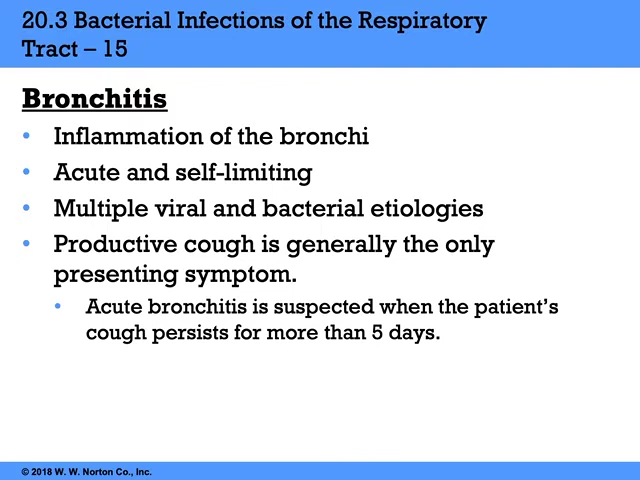 20.3 Bacterial Infections of the Respiratory
Tract – 15
Bronchitis
• Inflammation of the bronchi
• Acute and self-limiting
• Multiple viral and bacterial etiologies
• Productive cough is generally the only
presenting symptom.
• Acute bronchitis is suspected when the patient’s
cough persists for more than 5 days.
© 2018 W. W. Norton Co., Inc.